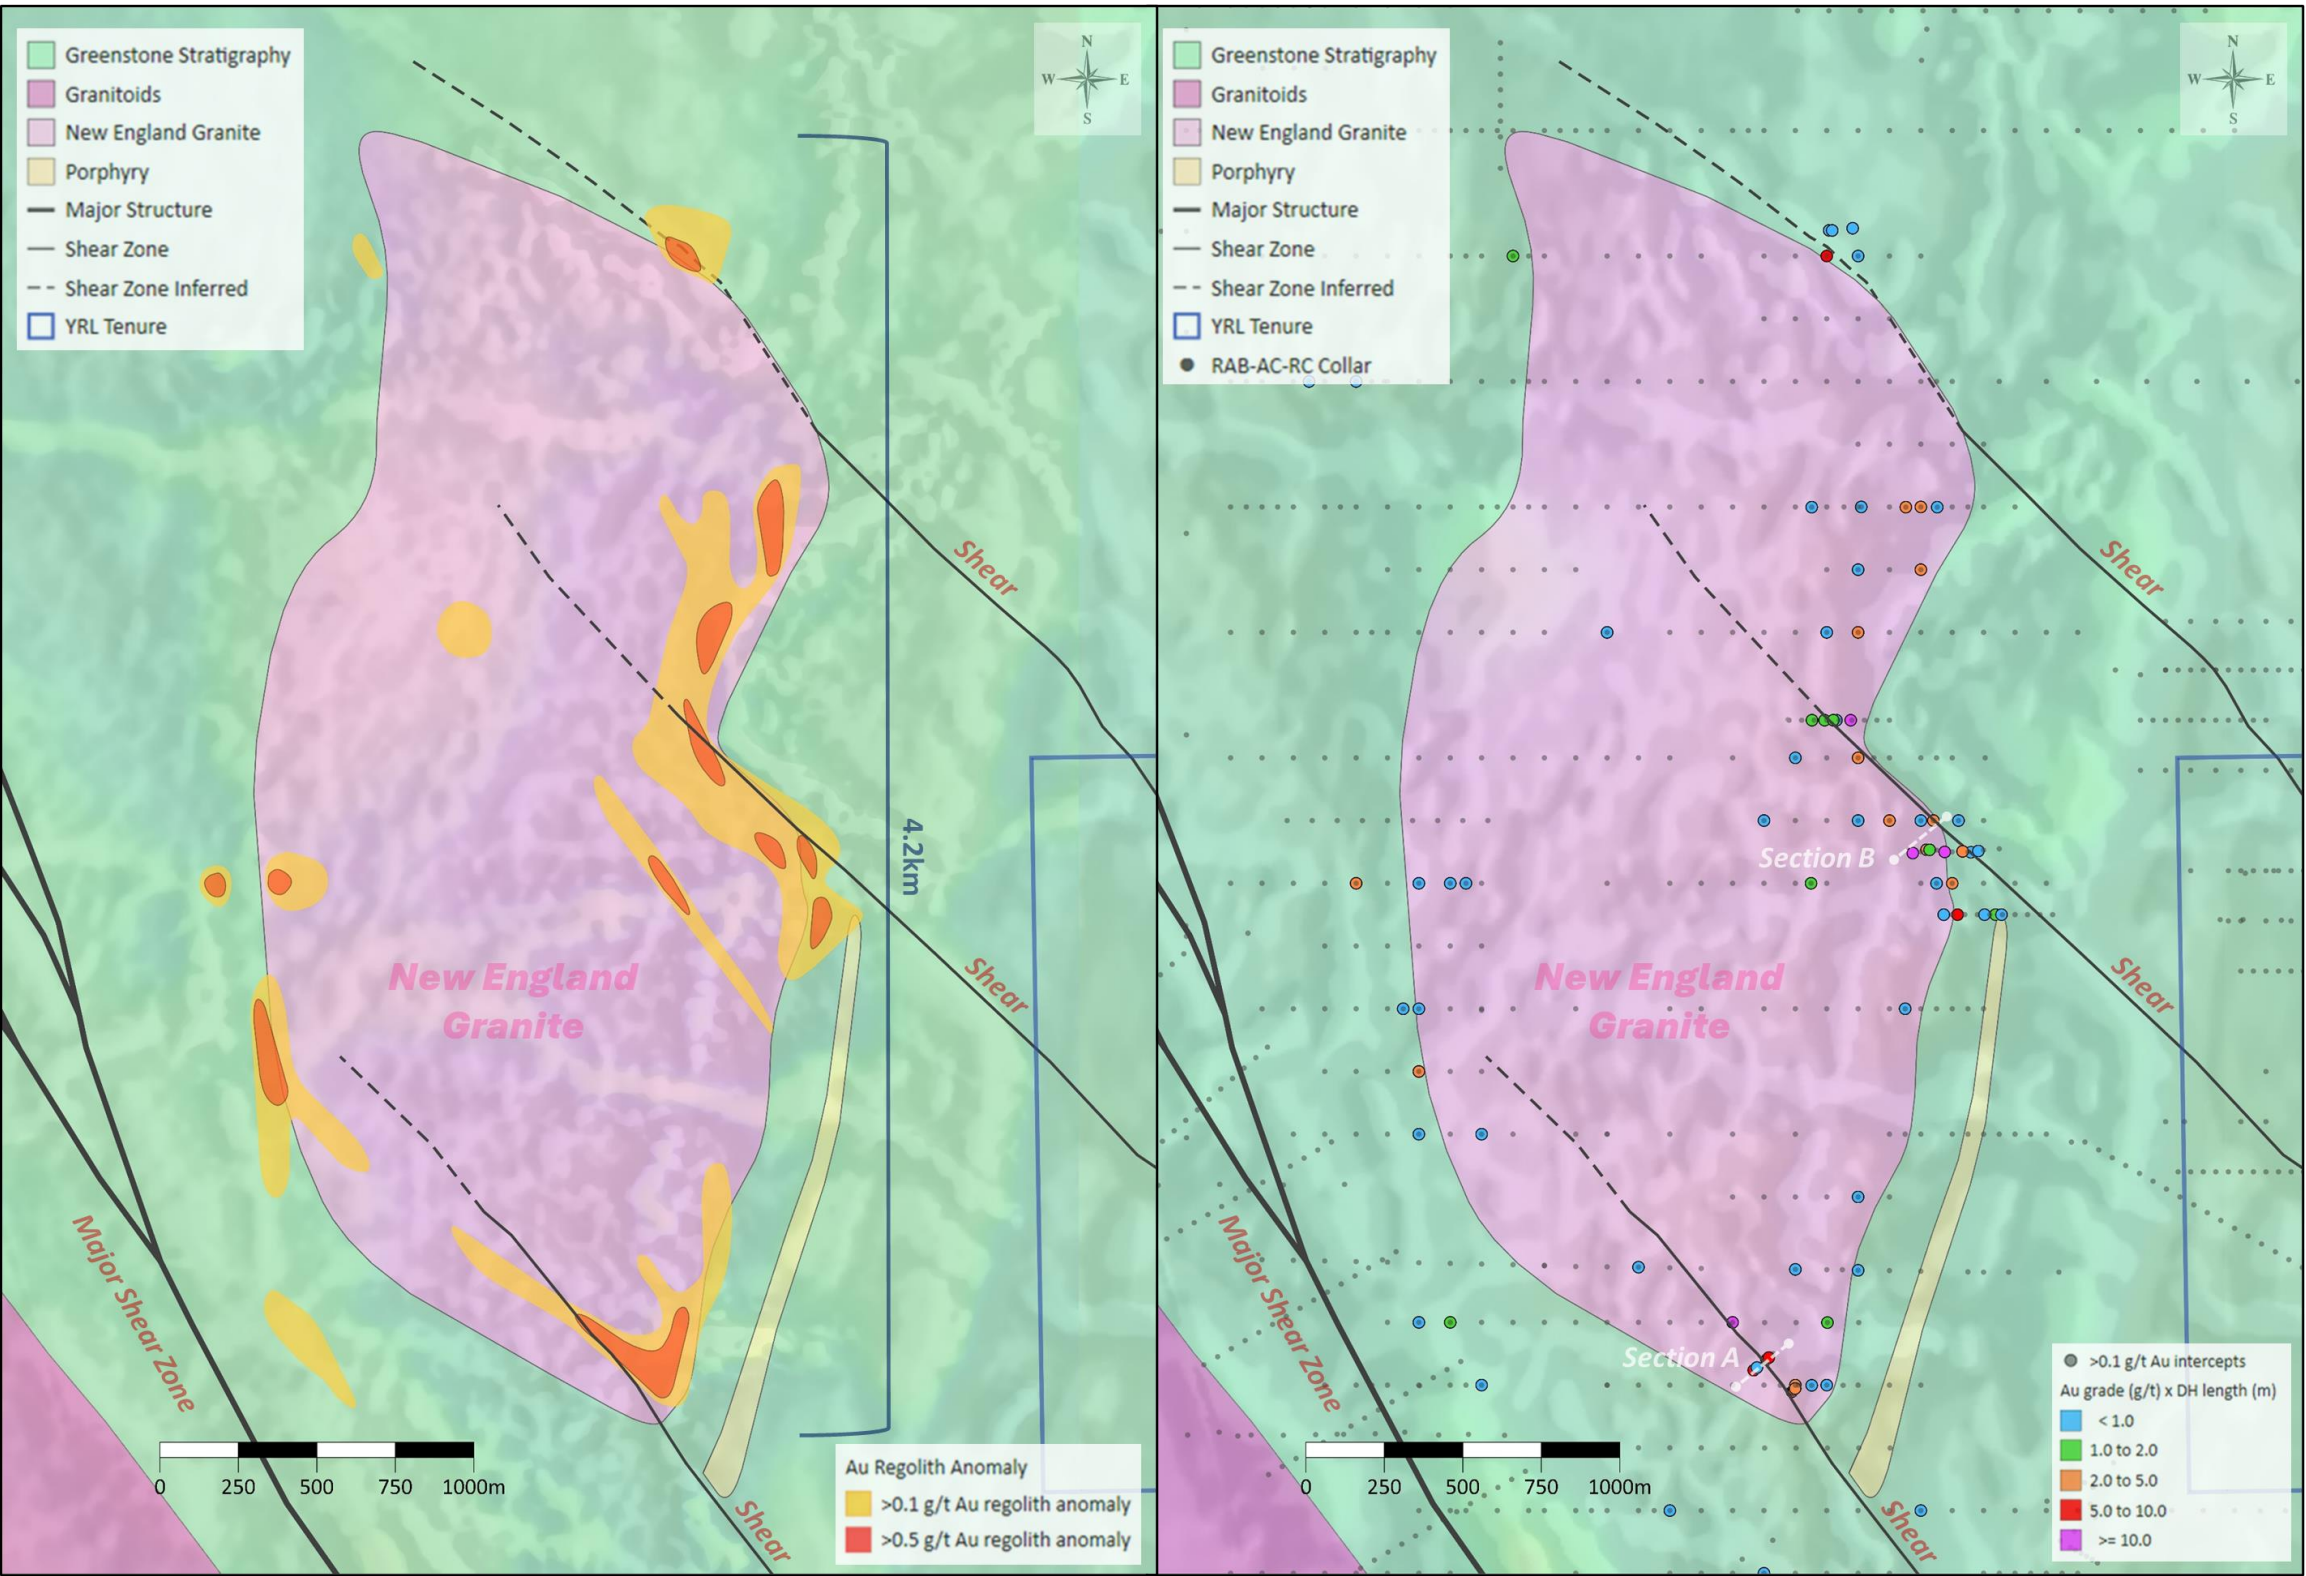 Greenstone Stratigraphy
Granitoids
New England Granite
Porphyry
Major Structure
Shear Zone
Shear Zone Inferred
YRL Tenure
N
W
E
S
Shear
4.2km
Shear
New England
Granite
Major Shear Zone
0
250
500
750
1000m
Shear
Au Regolith Anomaly
>0.1 g/t Au regolith anomaly
>0.5 g/t Au regolith anomaly
Greenstone Stratigraphy
Granitoids
New England Granite
Porphyry
Major Structure
Shear Zone
Shear Zone Inferred
YRL Tenure
RAB-AC-RC Collar
N
W
E
S
Shear
Section B
Shear
New England
Granite
Major Shear Zone
Section A
0
250
500
750
1000m
Shear
>0.1 g/t Au intercepts
Au grade (g/t) x DH length (m)
< 1.0
1.0 to 2.0
2.0 to 5.0
5.0 to 10.0
>= 10.0